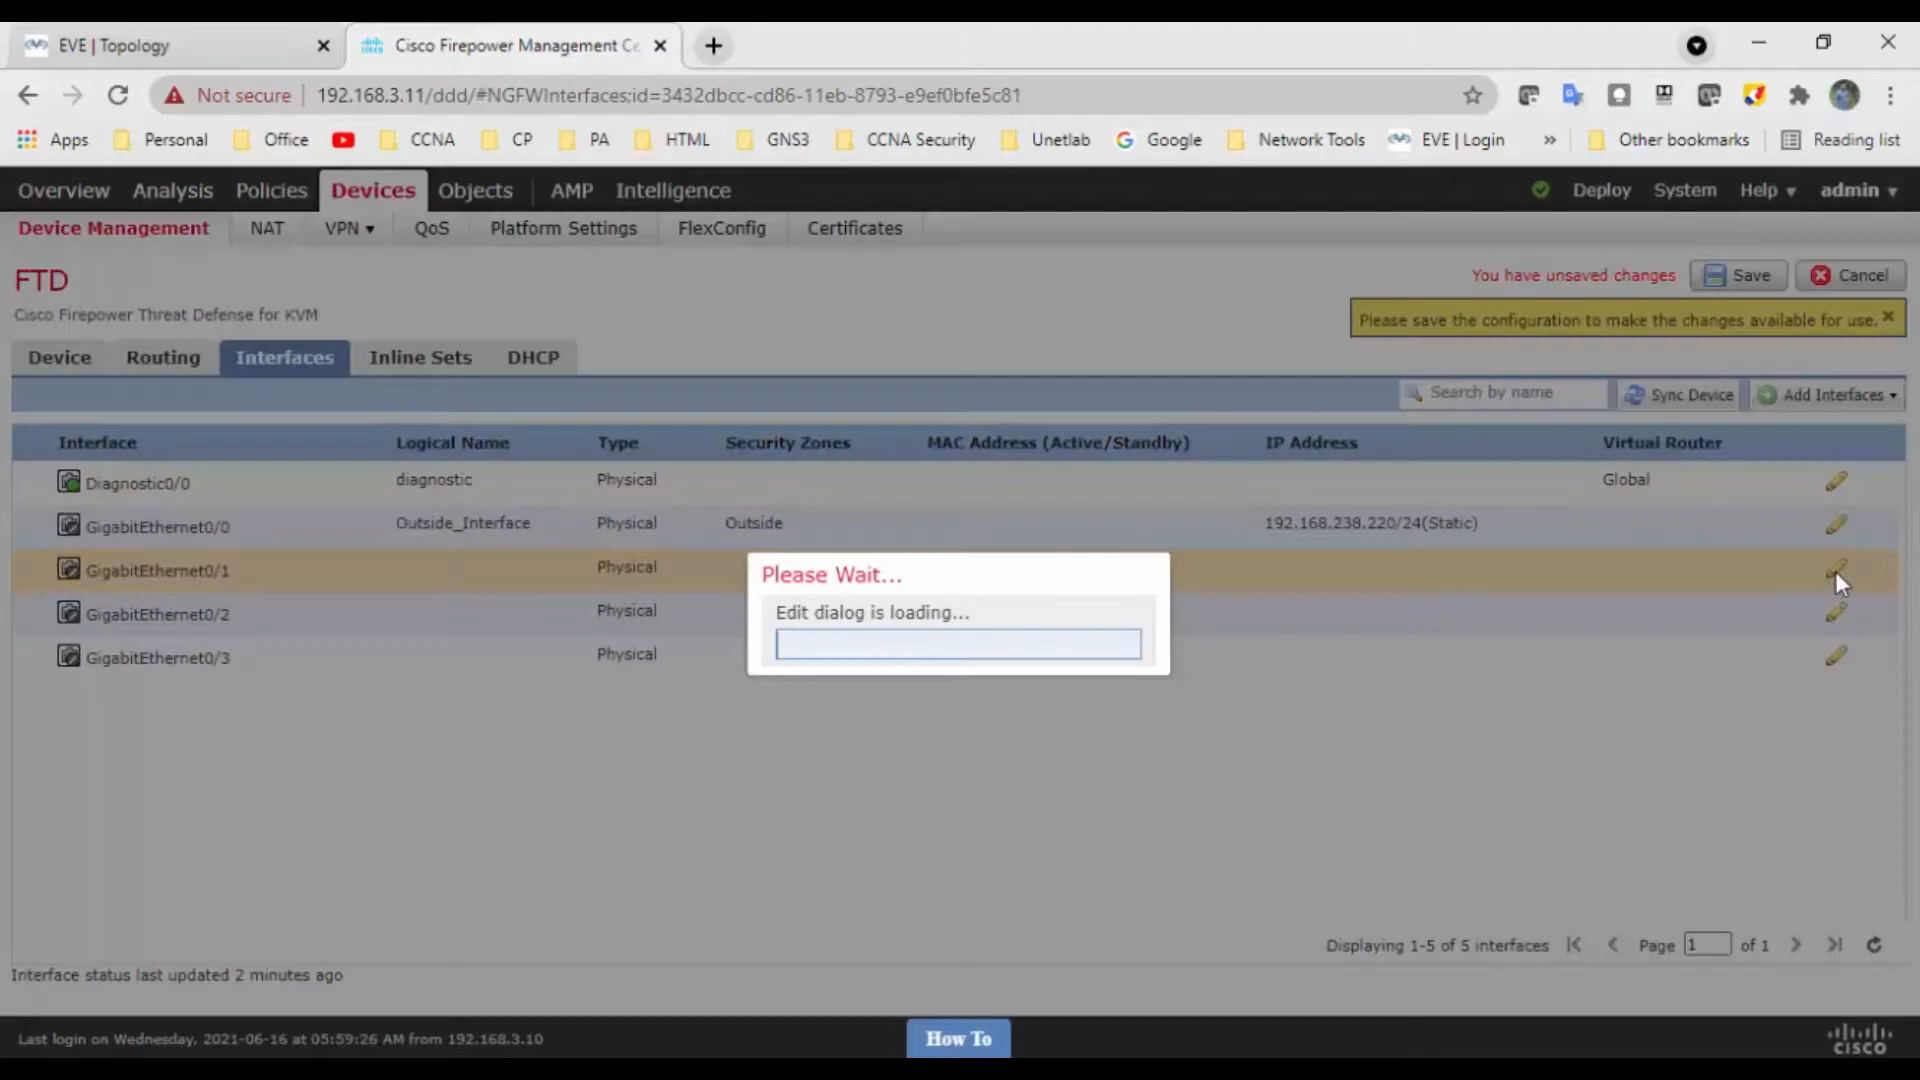 EVE | Topology
Cisco Firepower Management Ce
Not secure 192.168.3.11/ddd/#NGFWInterfaces;id=3432dbcc-cd86-11eb-8793-e9ef0bfe5c81
Apps Personal Office CCNA CP PA HTML GNS3 CCNA Security Unetlab Google Network Tools EVE | Login » Other bookmarks Reading list
Overview Analysis Policies Devices Objects AMP Intelligence Deploy System Help admin
Device Management NAT VPN QoS Platform Settings FlexConfig Certificates
FTD
You have unsaved changes Save Cancel
Cisco Firepower Threat Defense for KVM
Please save the configuration to make the changes available for use.
Device Routing Interfaces Inline Sets DHCP
Search by name Sync Device Add Interfaces
Interface Logical Name Type Security Zones MAC Address (Active/Standby) IP Address Virtual Router
Diagnostic0/0 diagnostic Physical Global
GigabitEthernet0/0 Outside_Interface Physical Outside 192.168.238.220/24(Static)
GigabitEthernet0/1 Physical
GigabitEthernet0/2 Physical
GigabitEthernet0/3 Physical
Please Wait...
Edit dialog is loading...
Displaying 1-5 of 5 interfaces Page 1 of 1
Interface status last updated 2 minutes ago
Last login on Wednesday, 2021-06-16 at 05:59:26 AM from 192.168.3.10
How To
CISCO